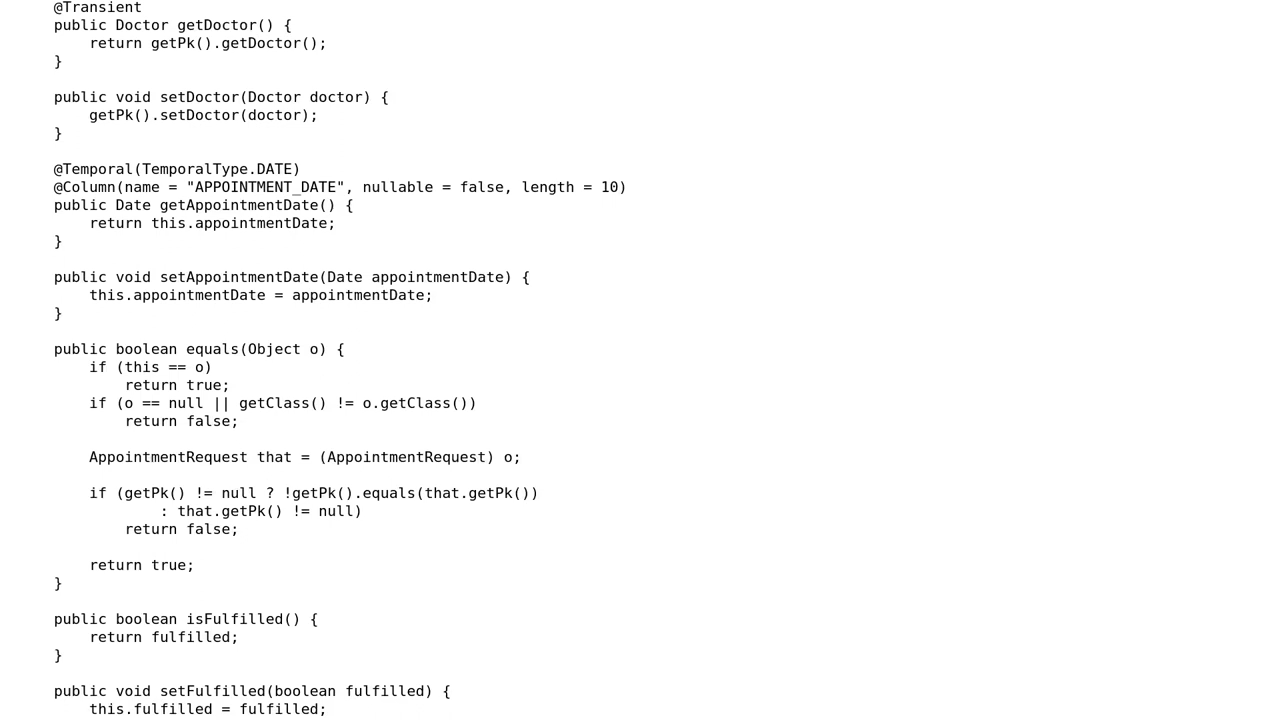 @Transient
public Doctor getDoctor() {
    return getPk().getDoctor();
}

public void setDoctor(Doctor doctor) {
    getPk().setDoctor(doctor);
}

@Temporal(TemporalType.DATE)
@Column(name = "APPOINTMENT_DATE", nullable = false, length = 10)
public Date getAppointmentDate() {
    return this.appointmentDate;
}

public void setAppointmentDate(Date appointmentDate) {
    this.appointmentDate = appointmentDate;
}

public boolean equals(Object o) {
    if (this == o)
        return true;
    if (o == null || getClass() != o.getClass())
        return false;

    AppointmentRequest that = (AppointmentRequest) o;

    if (getPk() != null ? !getPk().equals(that.getPk())
            : that.getPk() != null)
        return false;

    return true;
}

public boolean isFulfilled() {
    return fulfilled;
}

public void setFulfilled(boolean fulfilled) {
    this.fulfilled = fulfilled;